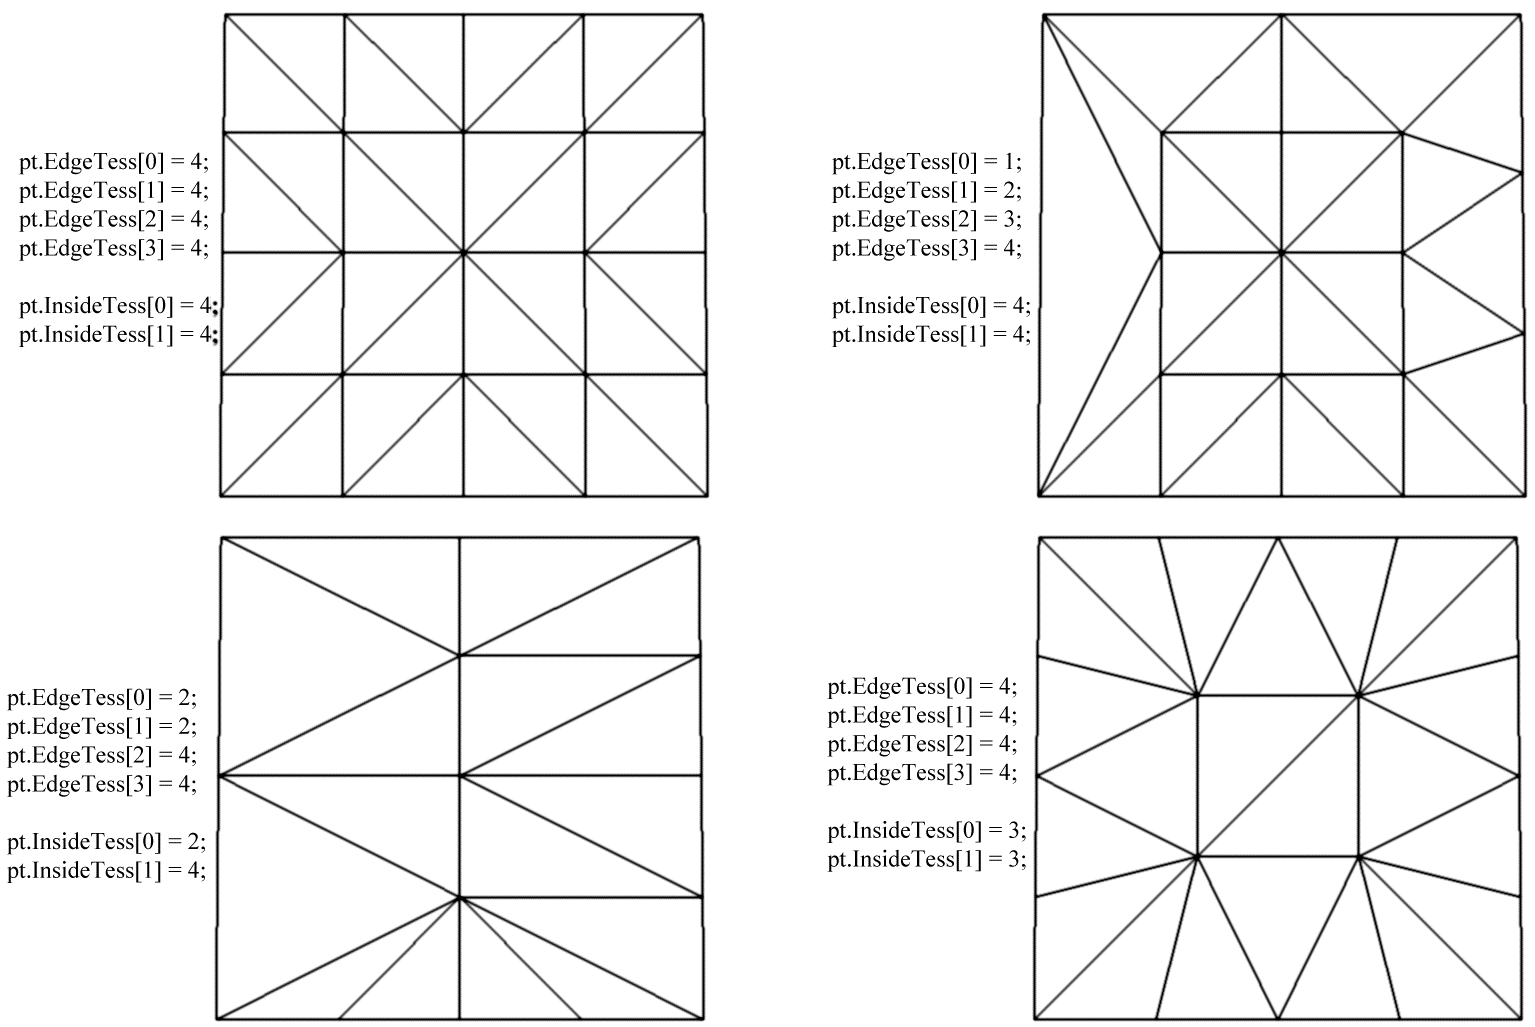 pt.EdgeTess[0] = 4;
pt.EdgeTess[1] = 4;
pt.EdgeTess[2] = 4;
pt.EdgeTess[3] = 4;
pt.InsideTess[0] = 4;
pt.InsideTess[1] = 4;
pt.EdgeTess[0] = 1;
pt.EdgeTess[1] = 2;
pt.EdgeTess[2] = 3;
pt.EdgeTess[3] = 4;
pt.InsideTess[0] = 4;
pt.InsideTess[1] = 4;
pt.EdgeTess[0] = 2;
pt.EdgeTess[1] = 2;
pt.EdgeTess[2] = 4;
pt.EdgeTess[3] = 4;
pt.InsideTess[0] = 2;
pt.InsideTess[1] = 4;
pt.EdgeTess[0] = 4;
pt.EdgeTess[1] = 4;
pt.EdgeTess[2] = 4;
pt.EdgeTess[3] = 4;
pt.InsideTess[0] = 3;
pt.InsideTess[1] = 3;